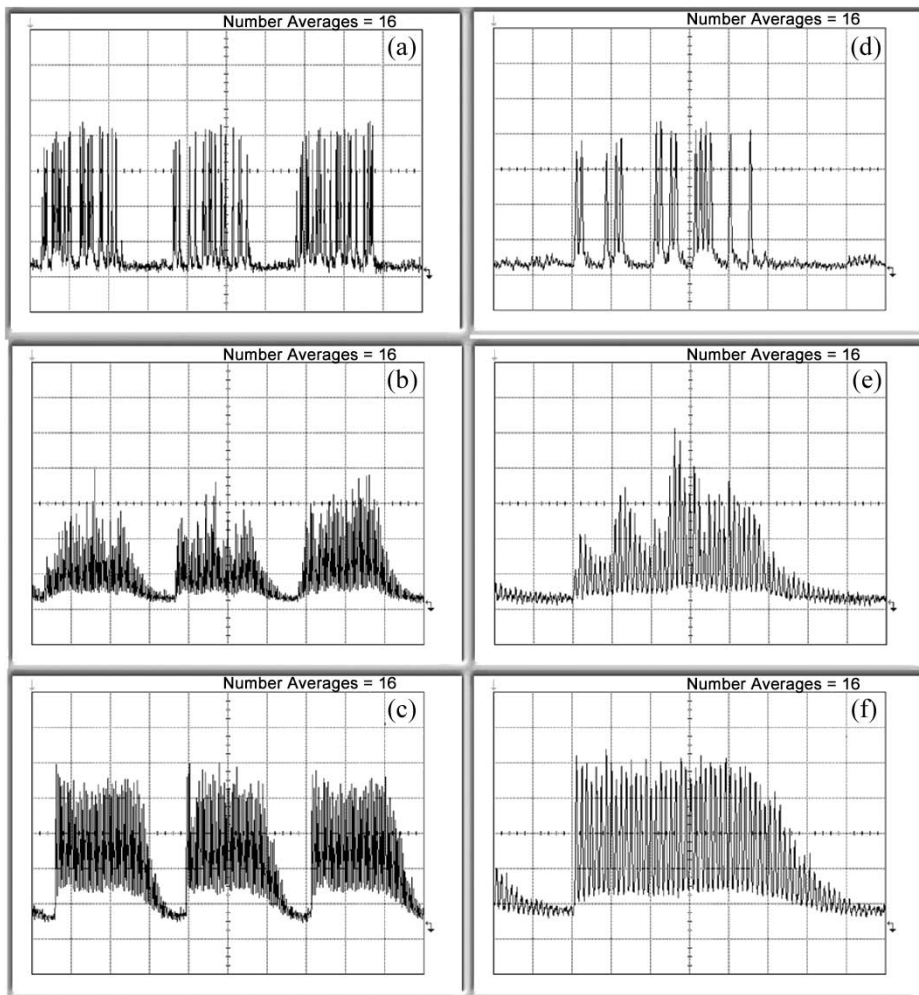 Number Averages = 16
(a)
Number Averages = 16
(d)
Number Averages = 16
(b)
Number Averages = 16
(e)
Number Averages = 16
(c)
Number Averages = 16
(f)